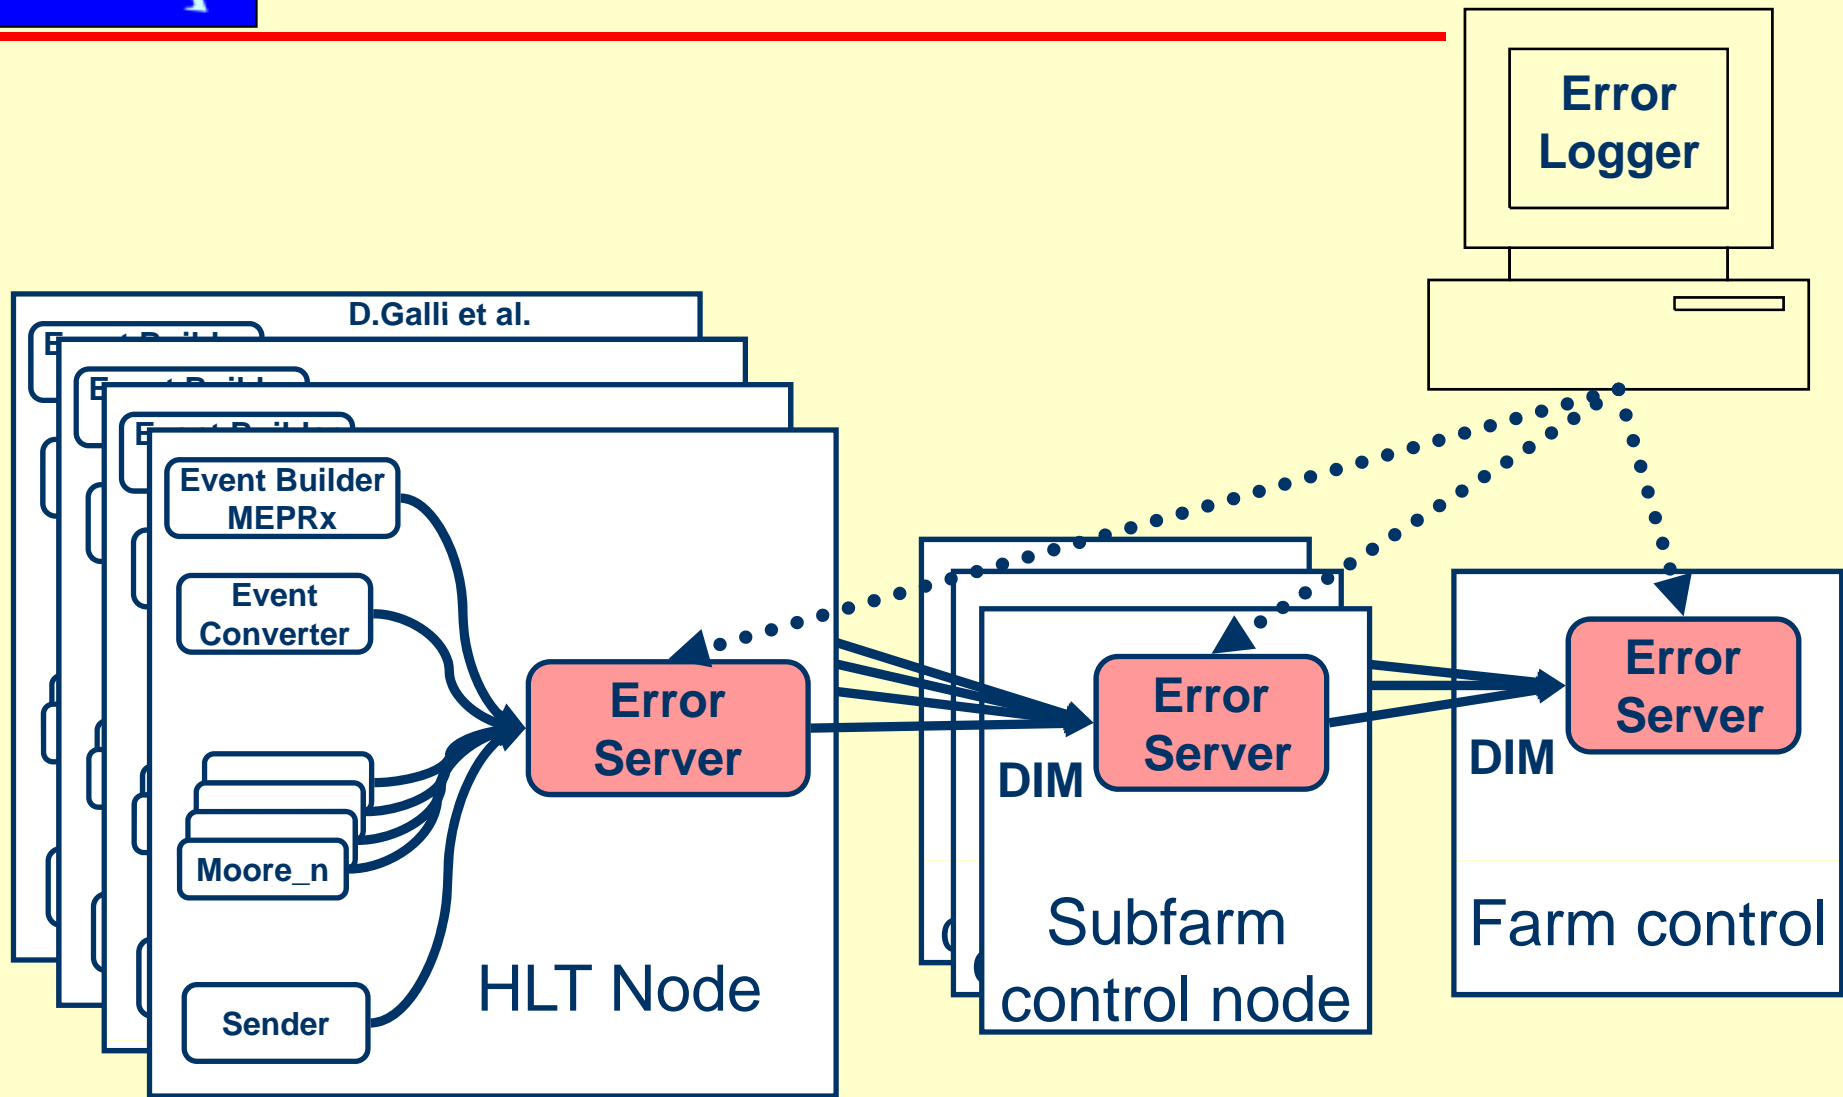 Error
Logger
D.Galli et al.
Event Builder
MEPRx
Event
Converter
Moore_n
Sender
Error
Server
HLT Node
DIM
Error
Server
Subfarm
control node
DIM
Error
Server
Farm control